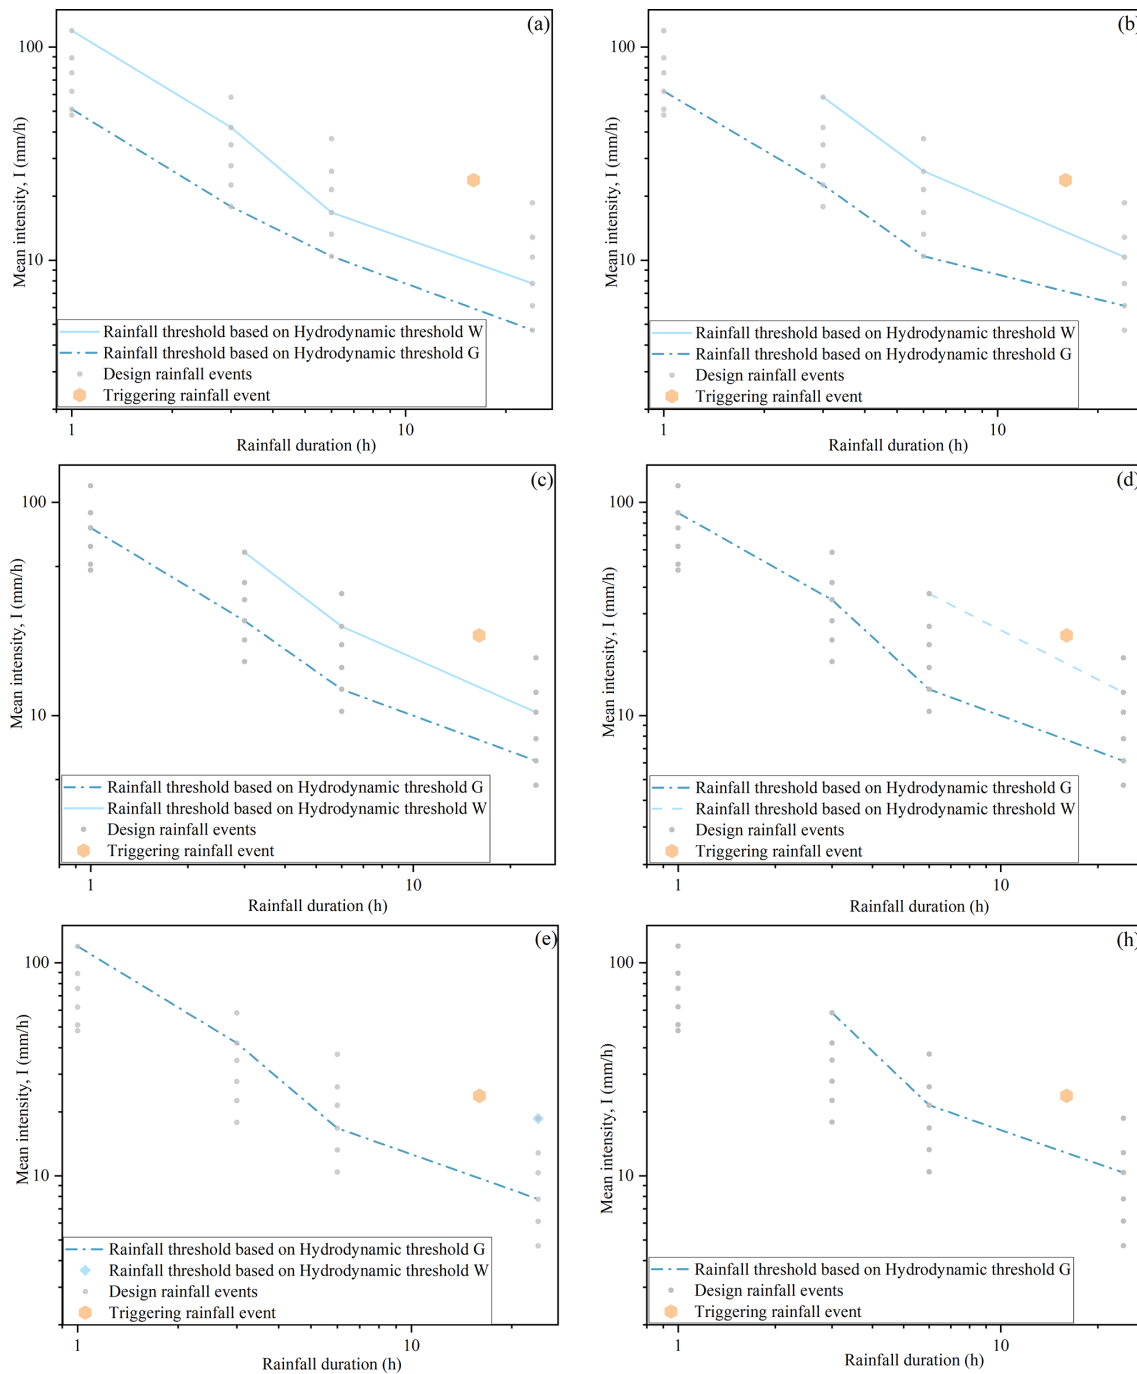 (a)
100
10
Mean intensity, I (mm/h)
Rainfall threshold based on Hydrodynamic threshold W
Rainfall threshold based on Hydrodynamic threshold G
Design rainfall events
Triggering rainfall event
1
10
Rainfall duration (h)
(b)
100
10
Mean intensity, I (mm/h)
Rainfall threshold based on Hydrodynamic threshold W
Rainfall threshold based on Hydrodynamic threshold G
Design rainfall events
Triggering rainfall event
1
10
Rainfall duration (h)
(c)
100
10
Mean intensity, I (mm/h)
Rainfall threshold based on Hydrodynamic threshold G
Rainfall threshold based on Hydrodynamic threshold W
Design rainfall events
Triggering rainfall event
1
10
Rainfall duration (h)
(d)
100
10
Mean intensity, I (mm/h)
Rainfall threshold based on Hydrodynamic threshold G
Rainfall threshold based on Hydrodynamic threshold W
Design rainfall events
Triggering rainfall event
1
10
Rainfall duration (h)
(e)
100
10
Mean intensity, I (mm/h)
Rainfall threshold based on Hydrodynamic threshold G
Rainfall threshold based on Hydrodynamic threshold W
Design rainfall events
Triggering rainfall event
1
10
Rainfall duration (h)
(h)
100
10
Mean intensity, I (mm/h)
Rainfall threshold based on Hydrodynamic threshold G
Design rainfall events
Triggering rainfall event
1
10
Rainfall duration (h)